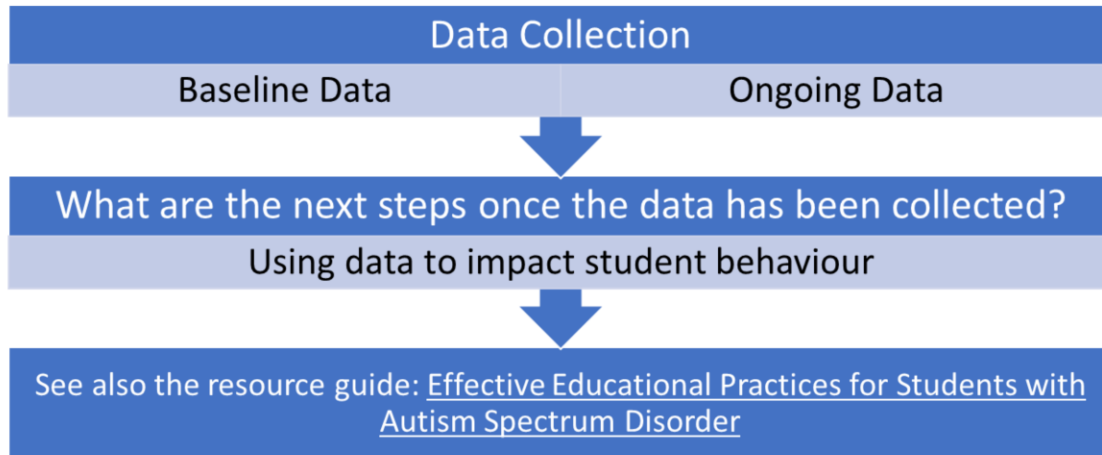 Data Collection
Baseline Data
Ongoing Data
What are the next steps once the data has been collected?
Using data to impact student behaviour
See also the resource guide: Effective Educational Practices for Students with
Autism Spectrum Disorder